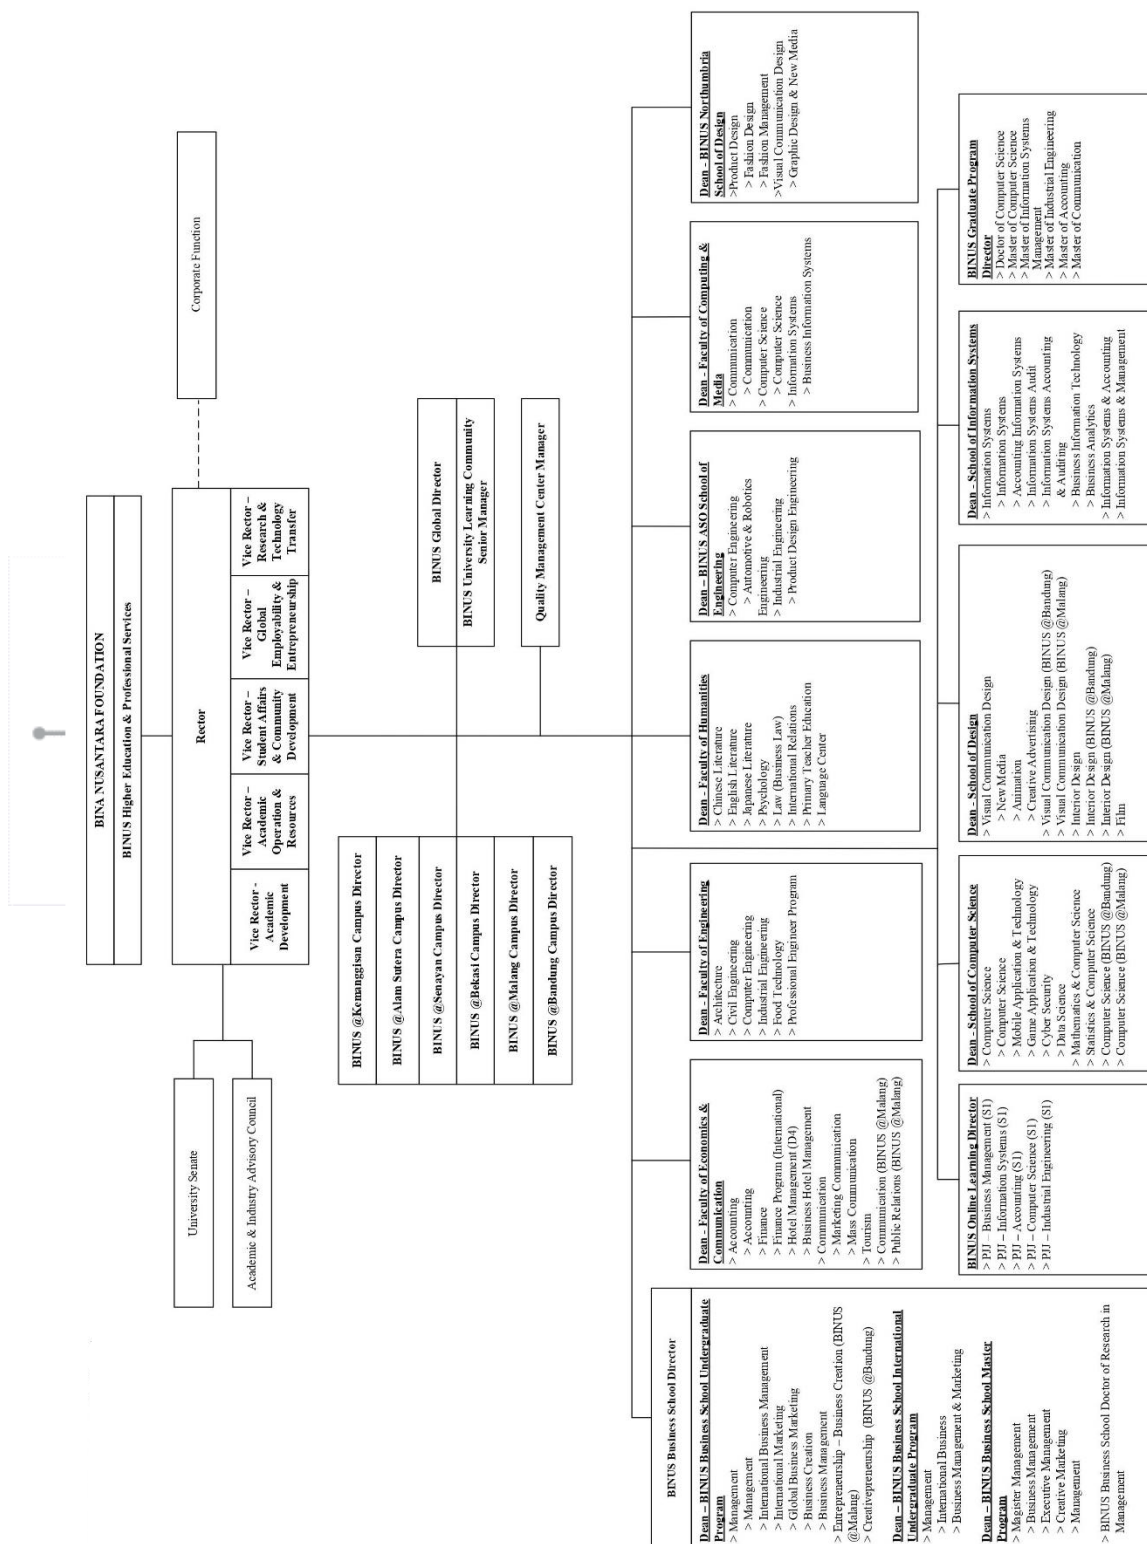 BINA NUSANTARA FOUNDATION
BINUS Higher Education & Professional Services
Rector
Vice Rector -
Academic
Development
Vice Rector –
Academic
Operation &
Resources
Vice Rector –
Student Affairs
& Community
Development
Vice Rector –
Global
Employability &
Entrepreneurship
Vice Rector –
Research &
Technology
Transfer
Corporate Function
University Senate
Academic & Industry Advisory Council
BINUS @Kemanggisan Campus Director
BINUS @Alam Sutera Campus Director
BINUS @Senayan Campus Director
BINUS @Bekasi Campus Director
BINUS @Malang Campus Director
BINUS @Bandung Campus Director
BINUS Global Director
BINUS University Learning Community
Senior Manager
Quality Management Center Manager
BINUS Business School Director
Dean – BINUS Business School Undergraduate
Program
> Management
> Management
> International Business Management
> International Marketing
> Global Business Marketing
> Business Creation
> Business Management
> Entrepreneurship – Business Creation (BINUS
@Malang)
> Creativepreneurship (BINUS @Bandung)
Dean – BINUS Business School International
Undergraduate Program
> Management
> International Business
> Business Management & Marketing
Dean – BINUS Business School Master
Program
> Magister Management
> Business Management
> Executive Management
> Creative Marketing
> Management
> BINUS Business School Doctor of Research in
Management
Dean - Faculty of Economics &
Communication
> Accounting
> Accounting
> Finance
> Finance Program (International)
> Hotel Management (D4)
> Business Hotel Management
> Communication
> Marketing Communication
> Mass Communication
> Tourism
> Communication (BINUS @Malang)
> Public Relations (BINUS @Malang)
Dean - Faculty of Engineering
> Architecture
> Civil Engineering
> Computer Engineering
> Industrial Engineering
> Food Technology
> Professional Engineer Program
Dean - Faculty of Humanities
> Chinese Literature
> English Literature
> Japanese Literature
> Psychology
> Law (Business Law)
> International Relations
> Primary Teacher Education
> Language Center
Dean – BINUS ASO School of
Engineering
> Computer Engineering
> Automotive & Robotics
Engineering
> Industrial Engineering
> Product Design Engineering
Dean - Faculty of Computing &
Media
> Communication
> Communication
> Computer Science
> Computer Science
> Information Systems
> Business Information Systems
Dean - BINUS Northumbria
School of Design
>Product Design
> Fashion Design
> Fashion Management
>Visual Communication Design
> Graphic Design & New Media
BINUS Online Learning Director
> PJJ – Business Management (S1)
> PJJ – Information Systems (S1)
> PJJ – Accounting (S1)
> PJJ – Computer Science (S1)
> PJJ – Industrial Engineering (S1)
Dean - School of Computer Science
> Computer Science
> Computer Science
> Mobile Application & Technology
> Game Application & Technology
> Cyber Security
> Data Science
> Mathematics & Computer Science
> Statistics & Computer Science
> Computer Science (BINUS @Bandung)
> Computer Science (BINUS @Malang)
Dean - School of Design
> Visual Communication Design
> New Media
> Animation
> Creative Advertising
> Visual Communication Design (BINUS @Bandung)
> Visual Communication Design (BINUS @Malang)
> Interior Design
> Interior Design (BINUS @Bandung)
> Interior Design (BINUS @Malang)
> Film
Dean - School of Information Systems
> Information Systems
> Information Systems
> Accounting Information Systems
> Information Systems Audit
> Information Systems Accounting
& Auditing
> Business Information Technology
> Business Analytics
> Information Systems & Accounting
> Information Systems & Management
BINUS Graduate Program
Director
> Doctor of Computer Science
> Master of Computer Science
> Master of Information Systems
Management
> Master of Industrial Engineering
> Master of Accounting
> Master of Communication